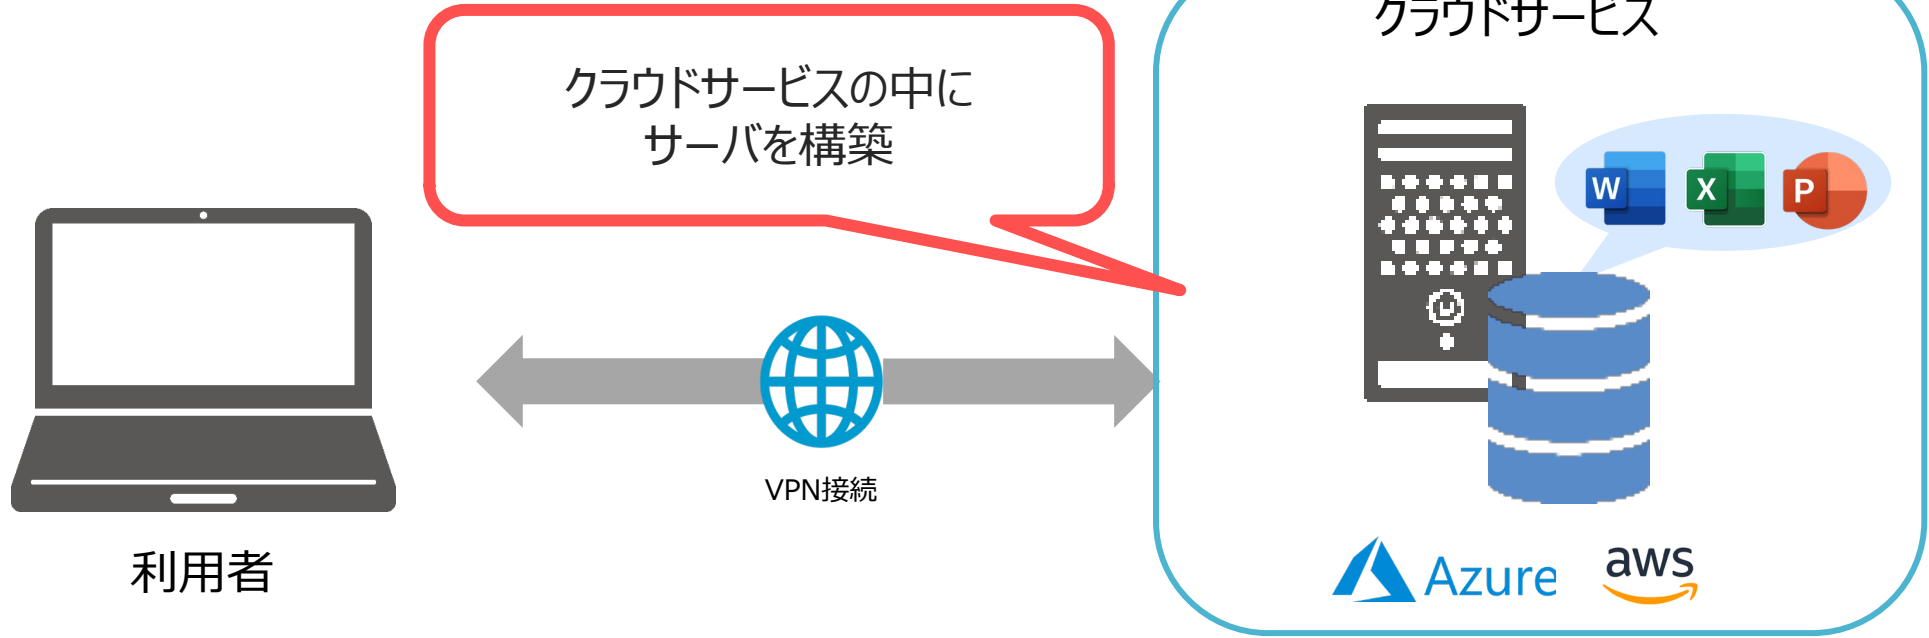 クラウドサービス
クラウドサービスの中に
サーバを構築
W
X
P
VPN接続
利用者
Azure
aws